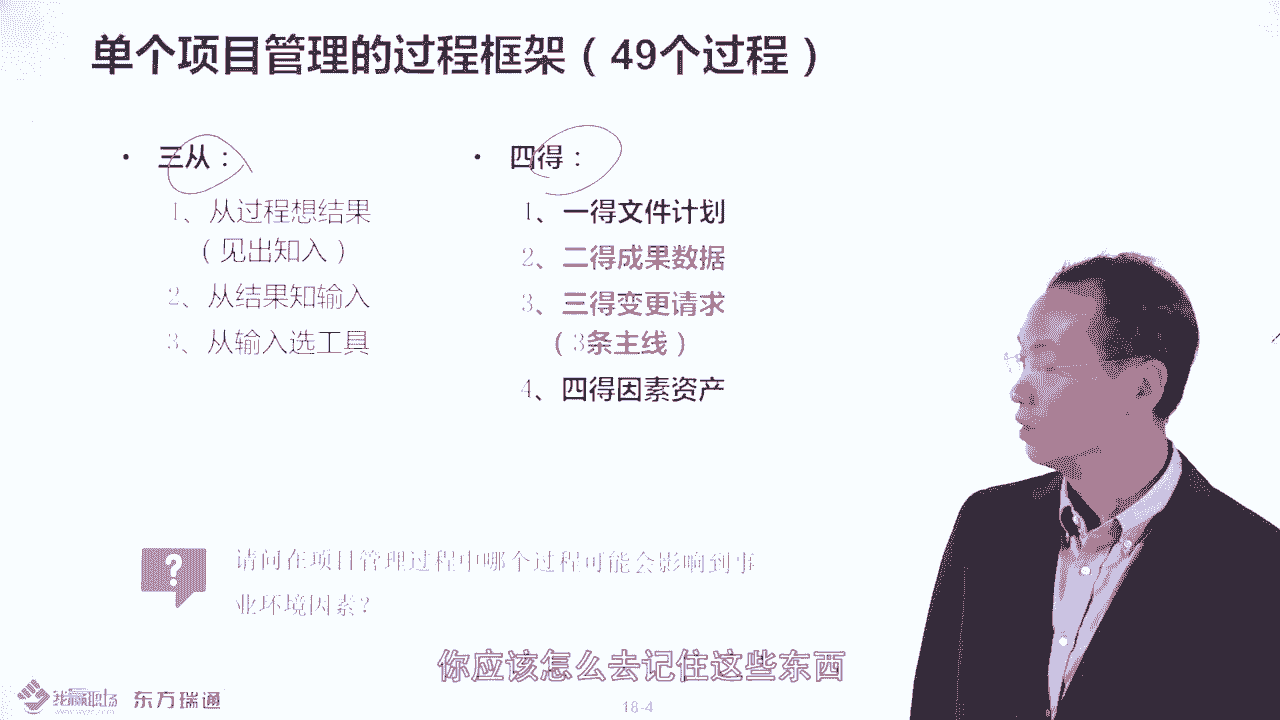 单个项目管理的过程框架（49个过程）
• 三从：
1、从过程想结果
（见出知入）
2、从结果知输入
3、从输入选工具
• 四得：
1、一得文件计划
2、二得成果数据
3、三得变更请求
（3条主线）
4、四得因素资产
?
请问在项目管理过程中哪个过程可能会影响到事
业环境因素？
你应该怎么去记住这些东西
东方瑞通
18-4